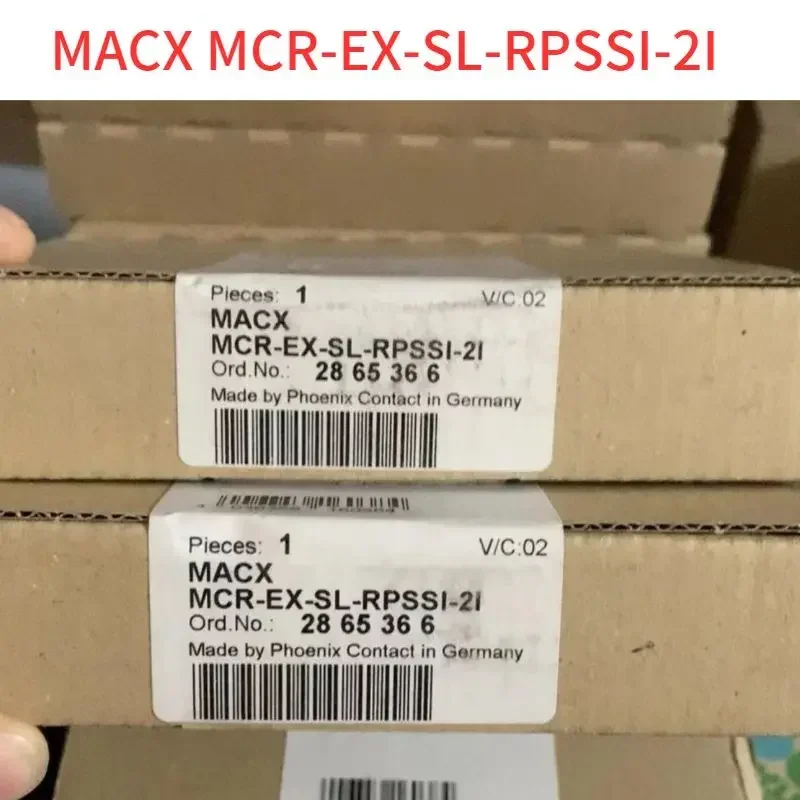 MACX MCR-EX-SL-RPSSI-2I
Pieces: 1 V/C:02
MACX
MCR-EX-SL-RPSSI-2I
Ord.No.: 28 65 36 6
Made by Phoenix Contact in Germany
Pieces: 1 V/C:02
MACX
MCR-EX-SL-RPSSI-2I
Ord.No.: 28 65 36 6
Made by Phoenix Contact in Germany